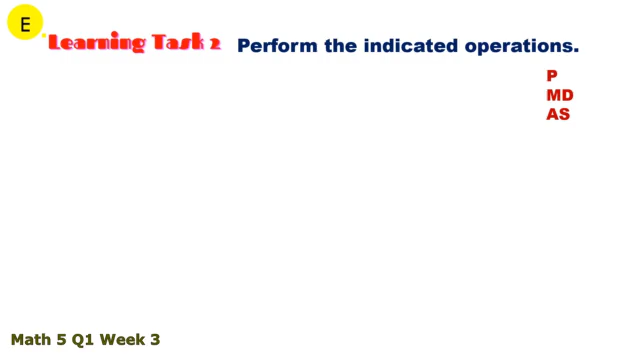 E
Learning Task 2 Perform the indicated operations.
P
MD
AS
Math 5 Q1 Week 3